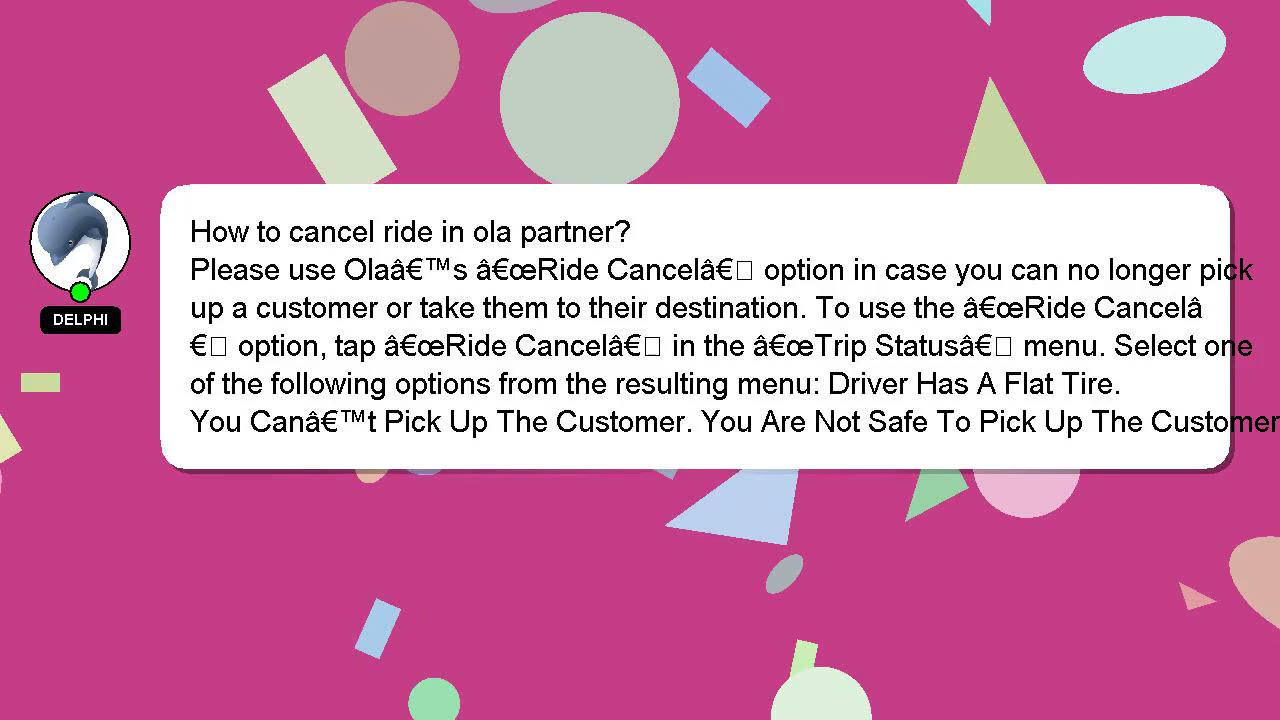 How to cancel ride in ola partner?
Please use Olaâ€™s â€œRide Cancelâ€□ option in case you can no longer pick
up a customer or take them to their destination. To use the â€œRide Cancelâ
€□ option, tap â€œRide Cancelâ€□ in the â€œTrip Statusâ€□ menu. Select one
of the following options from the resulting menu: Driver Has A Flat Tire.
You Canâ€™t Pick Up The Customer. You Are Not Safe To Pick Up The Customer
DELPHI